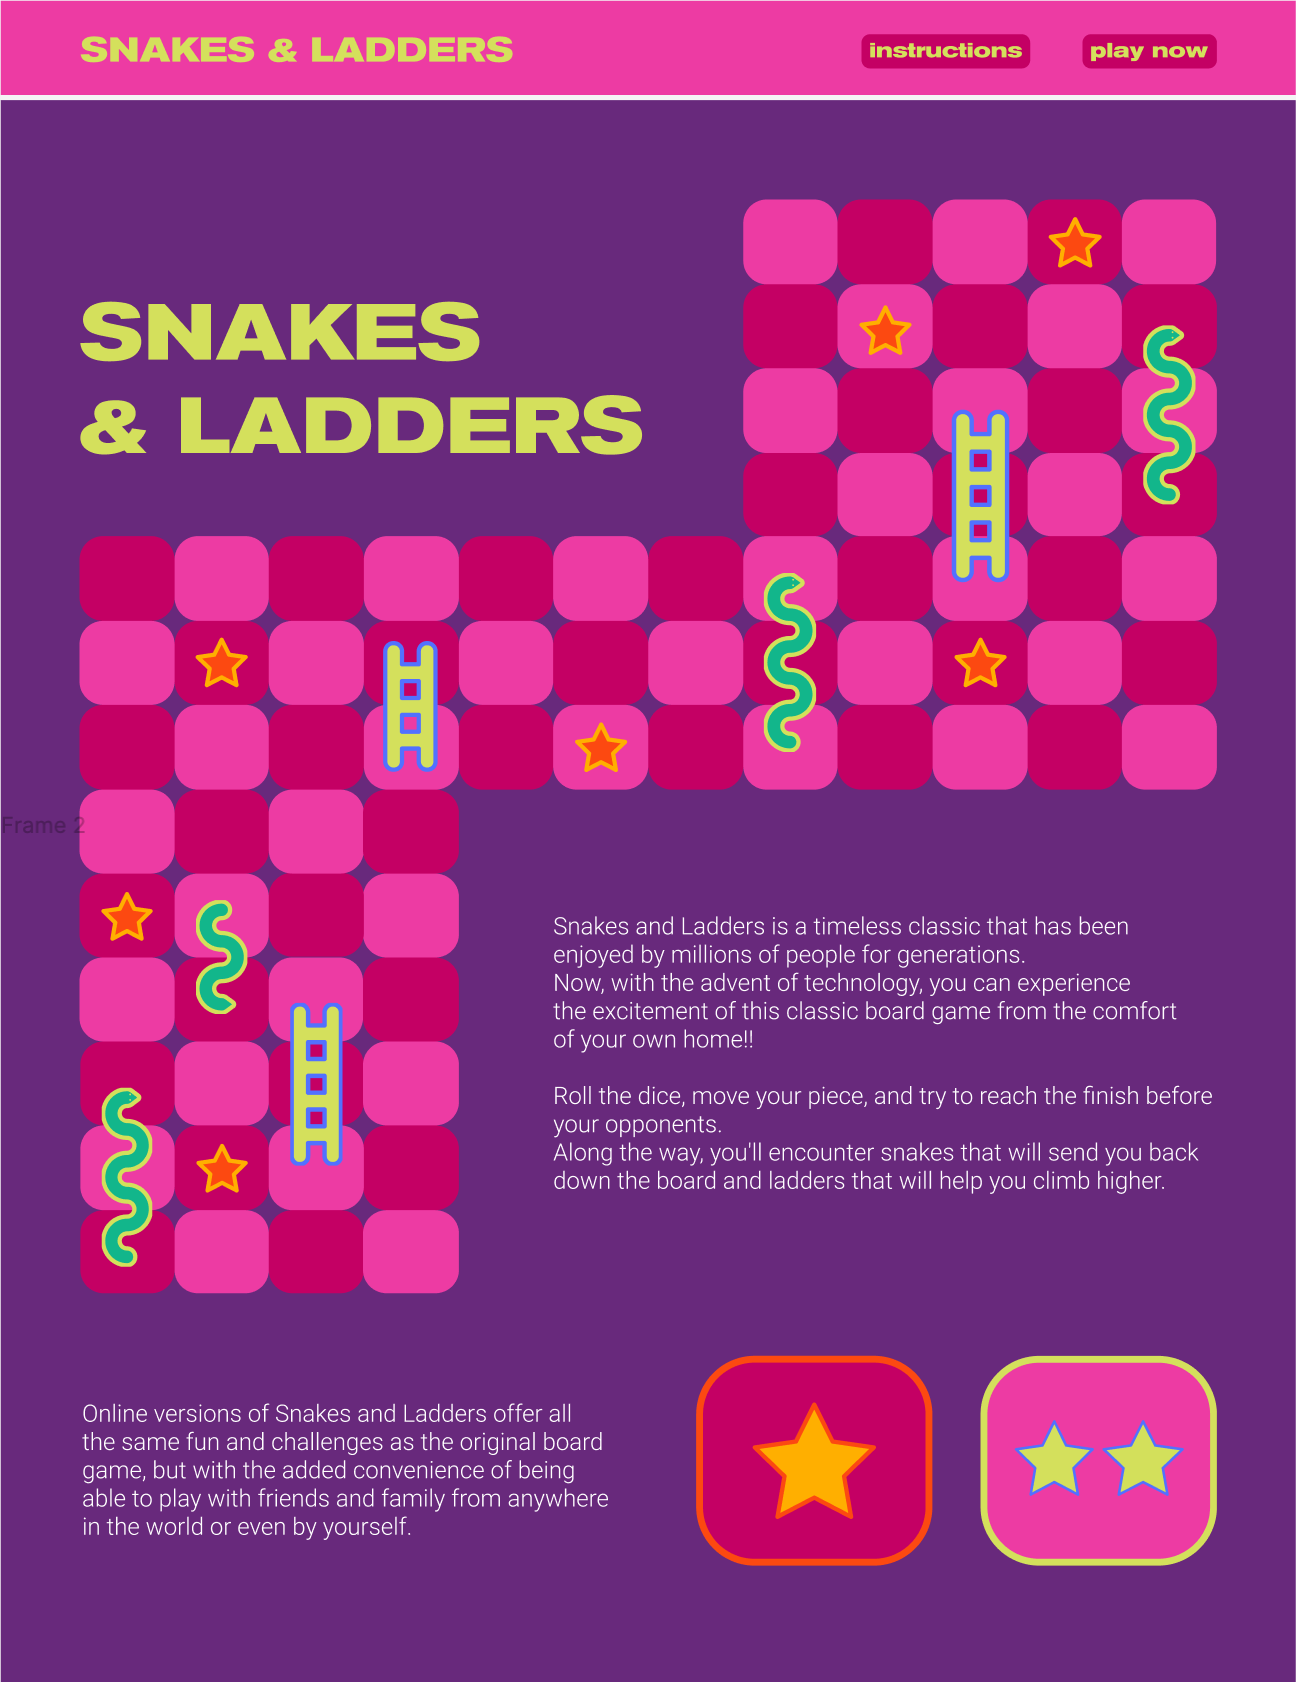 SNAKES & LADDERS
instructions
play now
SNAKES
& LADDERS
Frame 2
Snakes and Ladders is a timeless classic that has been
enjoyed by millions of people for generations.
Now, with the advent of technology, you can experience
the excitement of this classic board game from the comfort
of your own home!!
Roll the dice, move your piece, and try to reach the finish before
your opponents.
Along the way, you'll encounter snakes that will send you back
down the board and ladders that will help you climb higher.
Online versions of Snakes and Ladders offer all
the same fun and challenges as the original board
game, but with the added convenience of being
able to play with friends and family from anywhere
in the world or even by yourself.